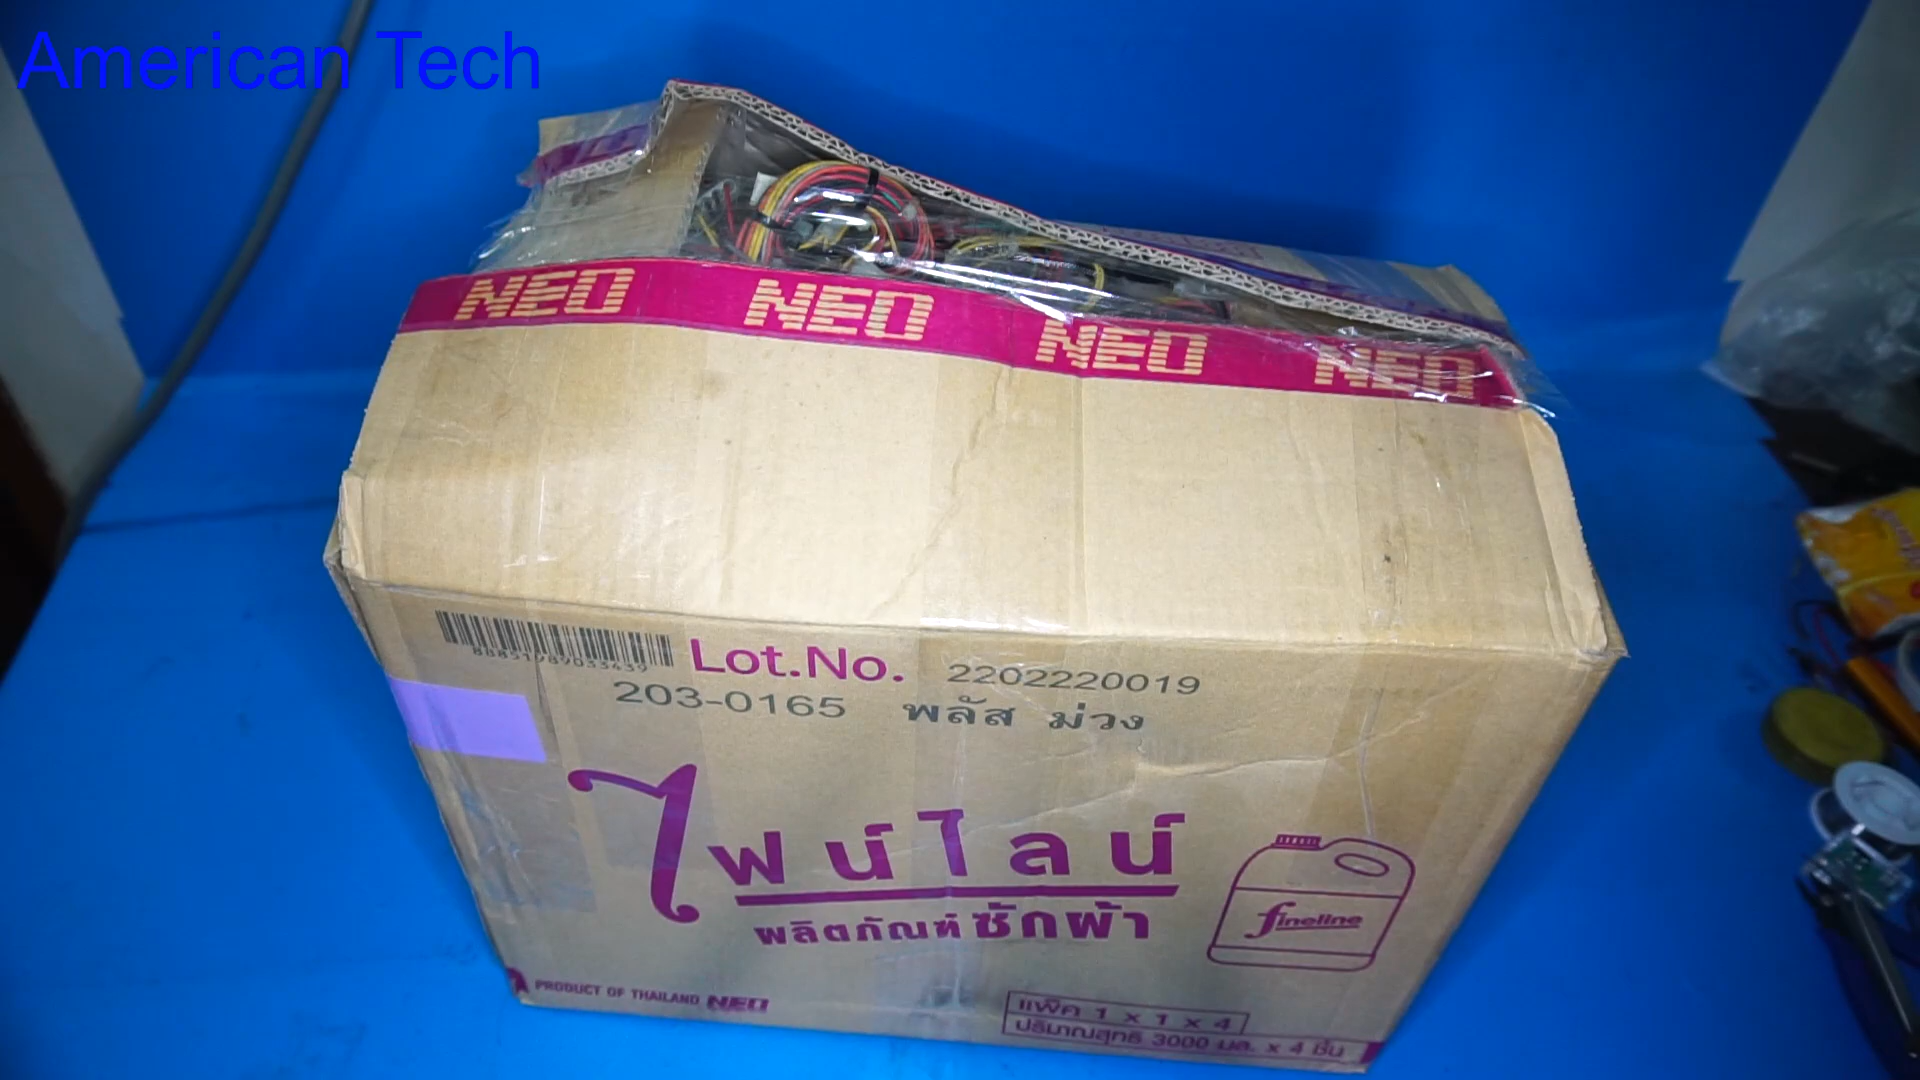 American Tech
NEO NEO NEO NEO
Lot.No. 2202220019
203-0165 พลัส ม่วง
ไฟน์ไลน์
ผลิตภัณฑ์ซักผ้า
fineline
PRODUCT OF THAILAND NEO
แพ็ค 1 x 1 x 4
ปริมาณสุทธิ 3000 มล. x 4 ชิ้น